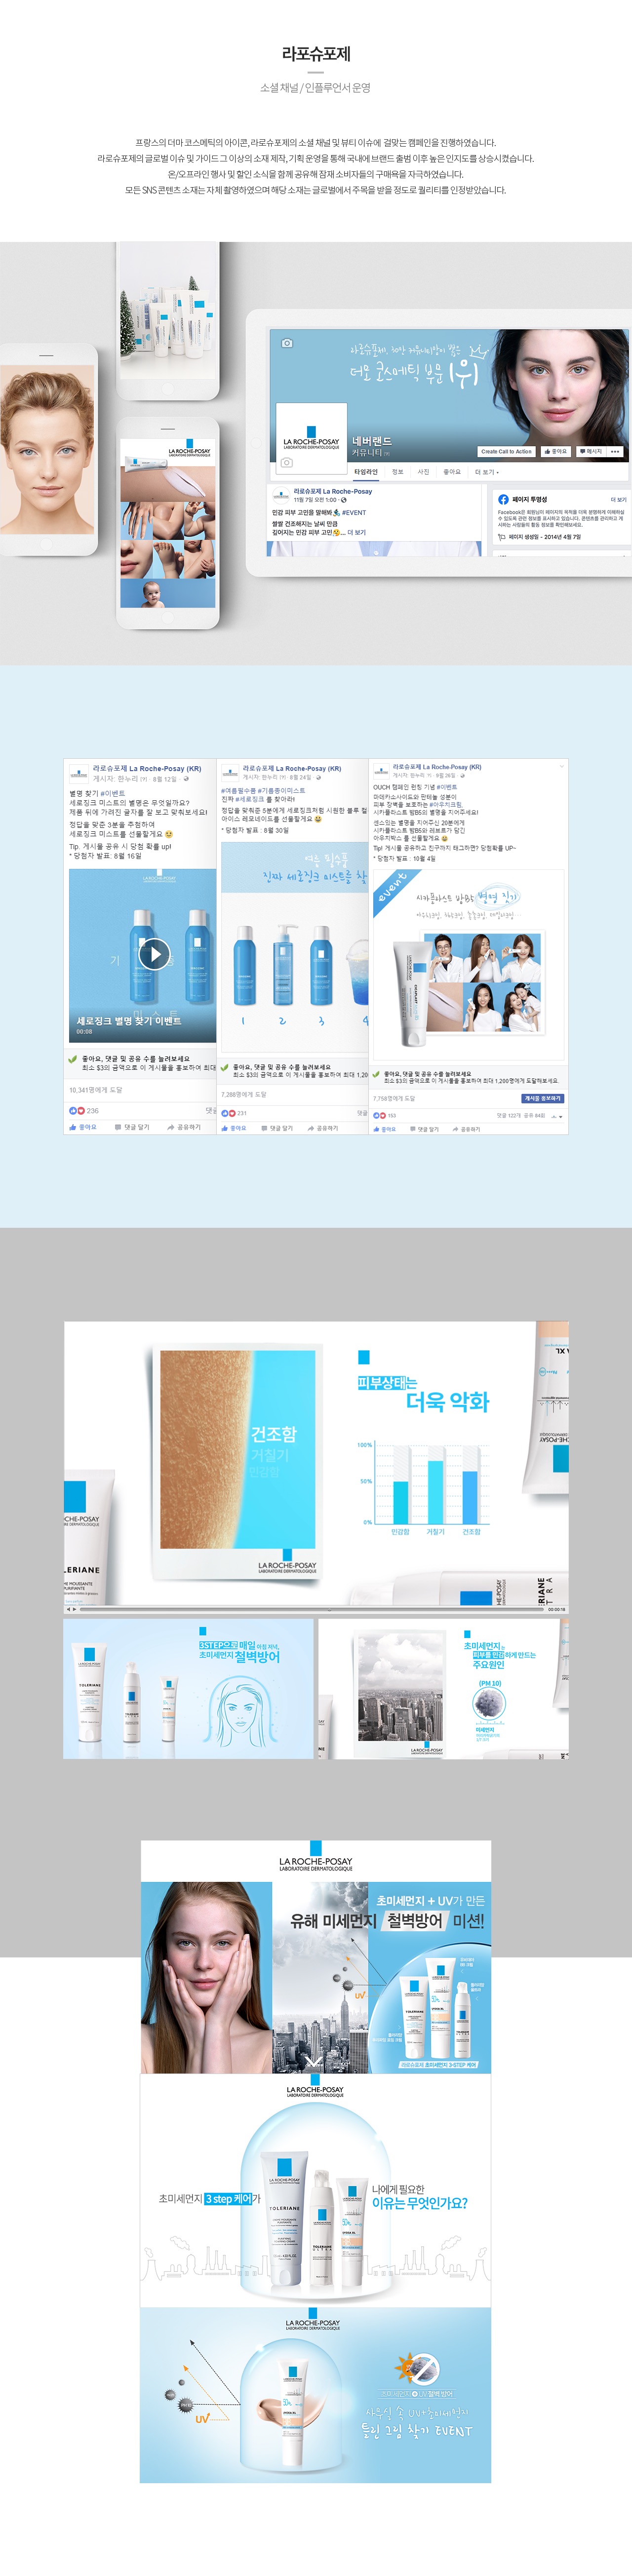 라포슈포제
소셜 채널 / 인플루언서 운영
프랑스의 더마 코스메틱의 아이콘, 라로슈포제의 소셜 채널 및 뷰티 이슈에 걸맞는 캠페인을 진행하였습니다.
라로슈포제의 글로벌 이슈 및 가이드 그 이상의 소재 제작, 기획 운영을 통해 국내에 브랜드 출범 이후 높은 인지도를 상승시켰습니다.
온/오프라인 행사 및 할인 소식을 함께 공유해 잠재 소비자들의 구매욕을 자극하였습니다.
모든 SNS 콘텐츠 소재는 자체 촬영하였으며 해당 소재는 글로벌에서 주목을 받을 정도로 퀄리티를 인정받았습니다.
LA ROCHE-POSAY
더모 코스메틱 부문 1위
LA ROCHE-POSAY
LABORATOIRE DERMATOLOGIQUE
네버랜드
커뮤니티
Create Call to Action
좋아요
메시지
타임라인
정보
사진
좋아요
더 보기
라로슈포제 La Roche-Posay
11월 7일 오전 1:00
민감 피부 고민을 말해봐 #EVENT
쌀쌀 건조해지는 날씨 만큼
깊어지는 민감 피부 고민 ... 더 보기
페이지 투명성
더 보기
페이지 생성일 - 2014년 4월 7일
라로슈포제 La Roche-Posay (KR)
게시자: 한누리 [?] · 8월 12일 ·
별명 찾기 #이벤트
세로징크 미스트의 별명은 무엇일까요?
제품 뒤에 가려진 글자를 잘 보고 맞춰보세요!
정답을 맞춘 3분을 추첨하여
세로징크 미스트를 선물할게요
Tip. 게시물 공유 시 당첨 확률 up!
* 당첨자 발표: 8월 16일
기
름
미 스 트
세로징크 별명 찾기 이벤트
00:08
좋아요, 댓글 및 공유 수를 늘려보세요
최소 $3의 금액으로 이 게시물을 홍보하여 최대
10,341명에게 도달
236
댓글
좋아요
댓글 달기
공유하기
라로슈포제 La Roche-Posay (KR)
게시자: 한누리 [?] · 8월 24일 ·
#여름필수품 #기름종이미스트
진짜 #세로징크 를 찾아라!
정답을 맞춰준 5분에게 세로징크처럼 시원한 블루 컬
아이스 레모네이드를 선물할게요
* 당첨자 발표 : 8월 30일
여름 필수품
진짜 세로징크 미스트를 찾
1
2
3
4
좋아요, 댓글 및 공유 수를 늘려보세요
최소 $3의 금액으로 이 게시물을 홍보하여 최대 1,20
7,288명에게 도달
231
댓글
좋아요
댓글 달기
공유하기
라로슈포제 La Roche-Posay (KR)
게시자: 한누리 · 9월 26일 ·
OUCH 캠페인 런칭 기념 #이벤트
마데카소사이드와 판테놀 성분이
피부 장벽을 보호하는 #아우치크림,
시카플라스트 밤B5의 별명을 지어주세요!
센스있는 별명을 지어주신 20분에게
시카플라스트 밤B5와 러브로가 담긴
아우치박스 를 선물할게요
Tip! 게시물 공유하고 친구까지 태그하면? 당첨확률 UP~
* 당첨자 발표 : 10월 4일
event
시카플라스트 밤B5 별명 짓기
좋아요, 댓글 및 공유 수를 늘려보세요
최소 $3의 금액으로 이 게시물을 홍보하여 최대 1,200명에게 도달해보세요.
7,758명에게 도달
게시물 홍보하기
153
댓글 122개 공유 84회
좋아요
댓글 달기
공유하기
건조함
거칠기
민감함
LA ROCHE-POSAY
LABORATOIRE DERMATOLOGIQUE
피부상태는
더욱 악화
100%
50%
0%
민감함
거칠기
건조함
00:00:16
3STEP으로 매일 아침 저녁,
초미세먼지 철벽방어
TOLERIANE
초미세먼지는
피부를 민감하게 만드는
주요원인
(PM 10)
미세먼지
LA ROCHE-POSAY
LA ROCHE-POSAY
LABORATOIRE DERMATOLOGIQUE
초미세먼지 + UV가 만든
유해 미세먼지 철벽방어 미션!
UV
라로슈포제 초미세먼지 3-STEP 케어
LA ROCHE-POSAY
LABORATOIRE DERMATOLOGIQUE
초미세먼지 3 step 케어가
나에게 필요한
이유는 무엇인가요?
TOLERIANE
LA ROCHE-POSAY
LABORATOIRE DERMATOLOGIQUE
UV
초미세먼지 UV 철벽 방어
사무실 속 UV+초미세먼지
틀린 그림 찾기 EVENT